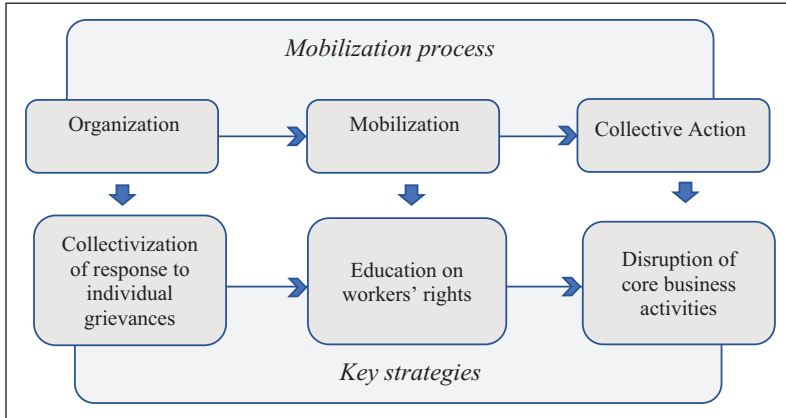 Mobilization process
Organization
Mobilization
Collective Action
Collectivization
of response to
individual
grievances
Education on
workers’ rights
Disruption of
core business
activities
Key strategies